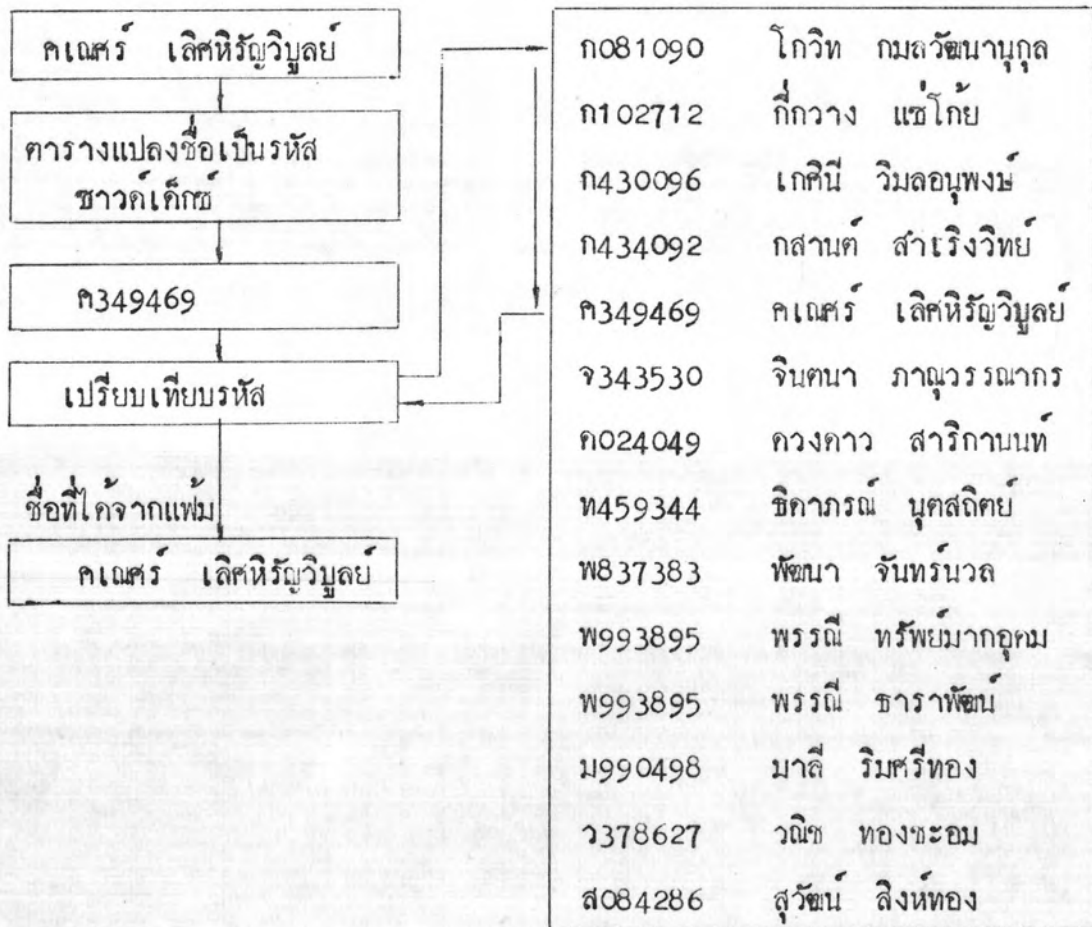 คเณศร์ เลิศหิรัญวิบูลย์
ตารางแปลงชื่อเป็นรหัส
ซาวด์เด็กซ์
ค349469
เปรียบเทียบรหัส
ชื่อที่ได้จากแฟ้ม
คเณศร์ เลิศหิรัญวิบูลย์
ก081090 โกวิท กมลวัฒนานุกุล
ก102712 กี่กวาง แซ่โก้ย
ก430096 เกศินี วิมลอนุพงษ์
ก434092 กสานต์ สำเริงวิทย์
ค349469 คเณศร์ เลิศหิรัญวิบูลย์
จ343530 จินตนา ภาณุวรรณากร
ด024049 ดวงดาว สาริกานนท์
ท459344 ธิดาภรณ์ นุตสถิตย์
พ837383 พัฒนา จันทร์นวล
พ993895 พรรณี ทรัพย์มากอุดม
พ993895 พรรณี ธาราพัฒน์
ม990498 มาลี ริมศรีทอง
ว378627 วณิช ทองชะอม
ส084286 สุวัฒน์ สิงห์ทอง